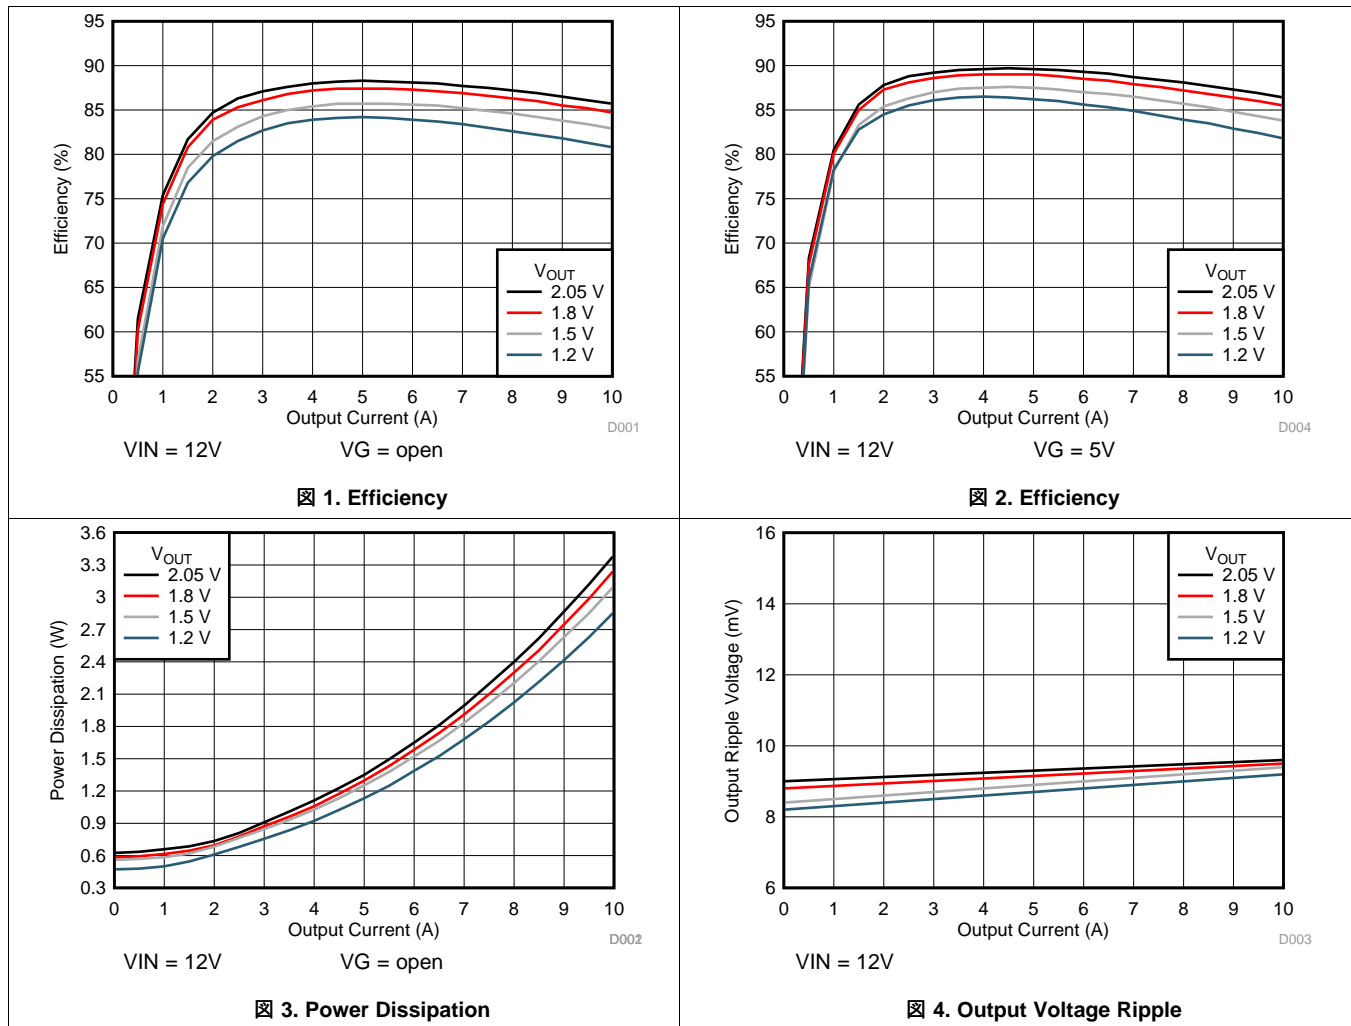 95
90
85
80
75
70
65
60
55
Efficiency (%)
V_OUT
2.05 V
1.8 V
1.5 V
1.2 V
0 1 2 3 4 5 6 7 8 9 10
Output Current (A)
D001
VIN = 12V VG = open
図 1. Efficiency
95
90
85
80
75
70
65
60
55
Efficiency (%)
V_OUT
2.05 V
1.8 V
1.5 V
1.2 V
0 1 2 3 4 5 6 7 8 9 10
Output Current (A)
D004
VIN = 12V VG = 5V
図 2. Efficiency
3.6
3.3
3
2.7
2.4
2.1
1.8
1.5
1.2
0.9
0.6
0.3
Power Dissipation (W)
V_OUT
2.05 V
1.8 V
1.5 V
1.2 V
0 1 2 3 4 5 6 7 8 9 10
Output Current (A)
VIN = 12V VG = open
図 3. Power Dissipation
16
14
12
10
8
6
Output Ripple Voltage (mV)
V_OUT
2.05 V
1.8 V
1.5 V
1.2 V
0 1 2 3 4 5 6 7 8 9 10
Output Current (A)
D003
VIN = 12V
図 4. Output Voltage Ripple